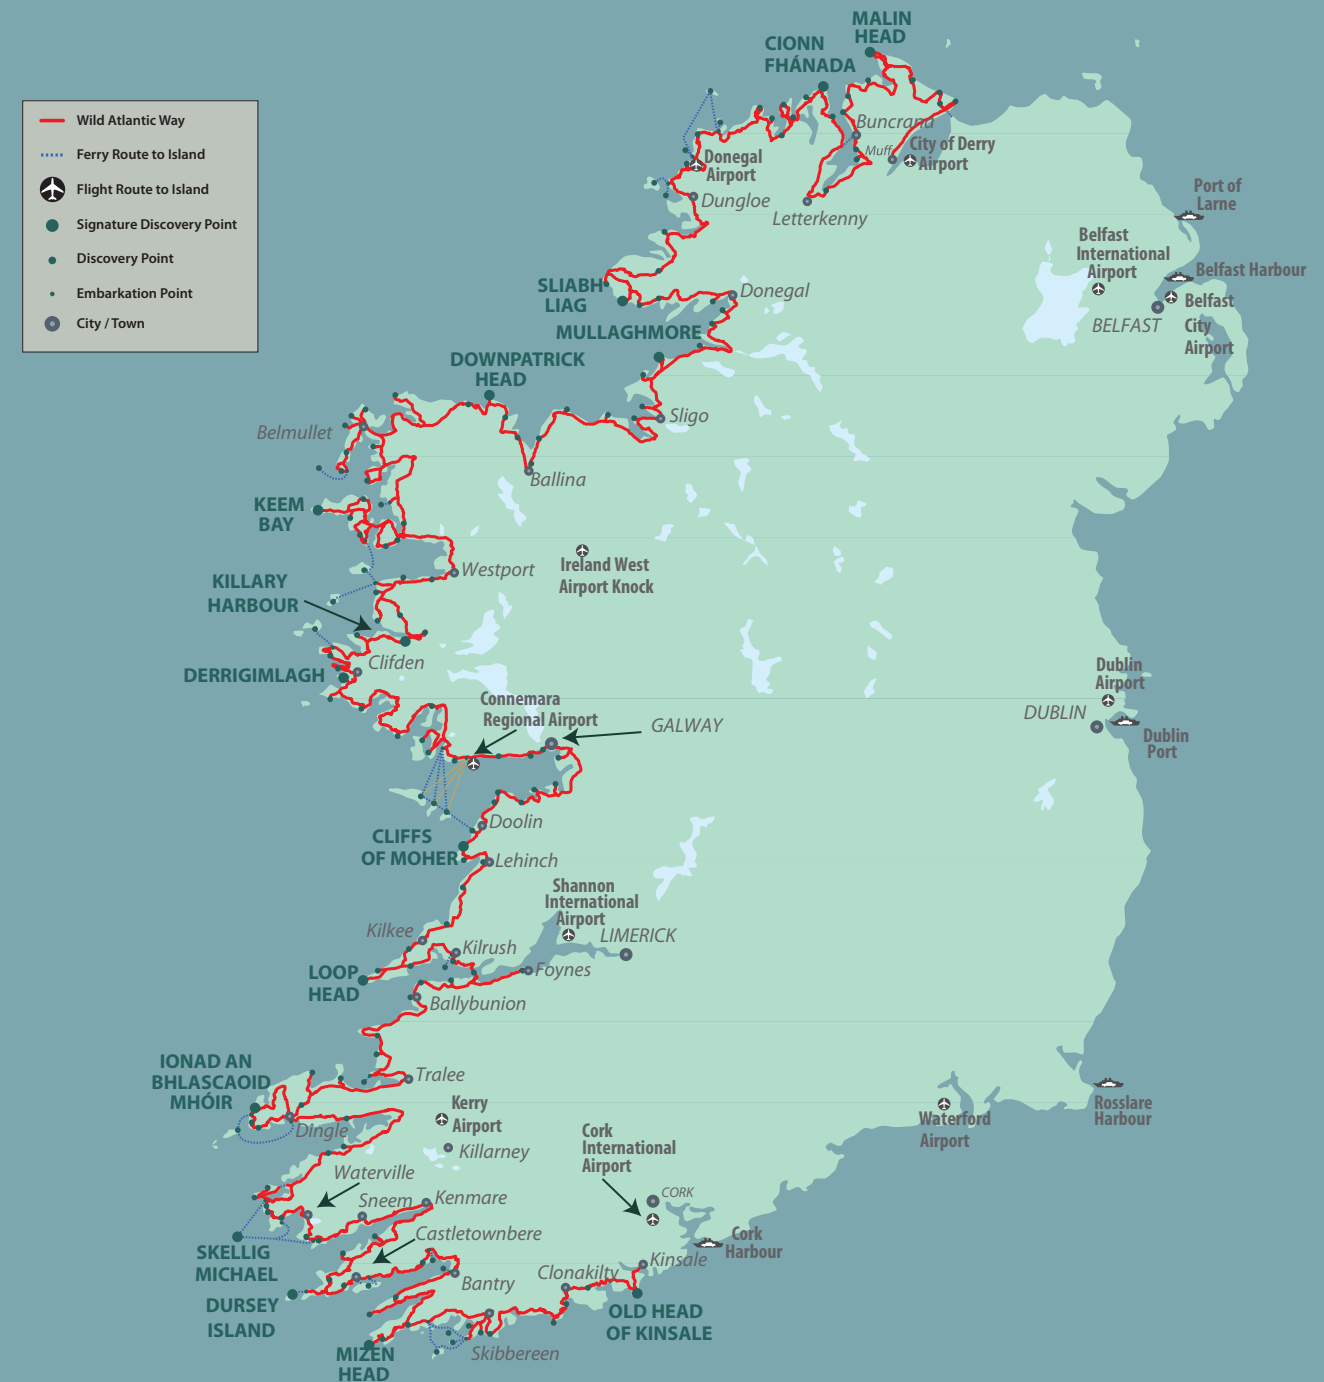 MALIN
HEAD
CIONN
FHÁNADA
Wild Atlantic Way
Ferry Route to Island
Flight Route to Island
Signature Discovery Point
Discovery Point
Embarkation Point
City / Town
Buncrana
Muff
City of Derry
Airport
Donegal
Airport
Dungloe
Letterkenny
Port of
Larne
Belfast
International
Airport
Belfast Harbour
BELFAST
Belfast
City
Airport
SLIABH
LIAG
Donegal
MULLAGHMORE
DOWNPATRICK
HEAD
Belmullet
Sligo
Ballina
KEEM
BAY
Ireland West
Airport Knock
Westport
KILLARY
HARBOUR
Clifden
DERRIGIMLAGH
Connemara
Regional Airport
GALWAY
Dublin
Airport
DUBLIN
Dublin
Port
Doolin
CLIFFS
OF MOHER
Lehinch
Shannon
International
Airport
LIMERICK
Kilkee
Kilrush
Foynes
LOOP
HEAD
Ballybunion
IONAD AN
BHLASCAOID
MHÓIR
Tralee
Dingle
Kerry
Airport
Killarney
Cork
International
Airport
CORK
Waterford
Airport
Rosslare
Harbour
Waterville
Sneem
Kenmare
Castletownbere
SKELLIG
MICHAEL
Cork
Harbour
Kinsale
Clonakilty
Bantry
DURSEY
ISLAND
OLD HEAD
OF KINSALE
Skibbereen
MIZEN
HEAD